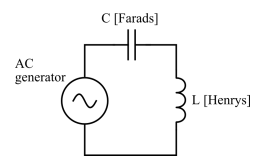 C [Farads]
AC
generator
L [Henrys]